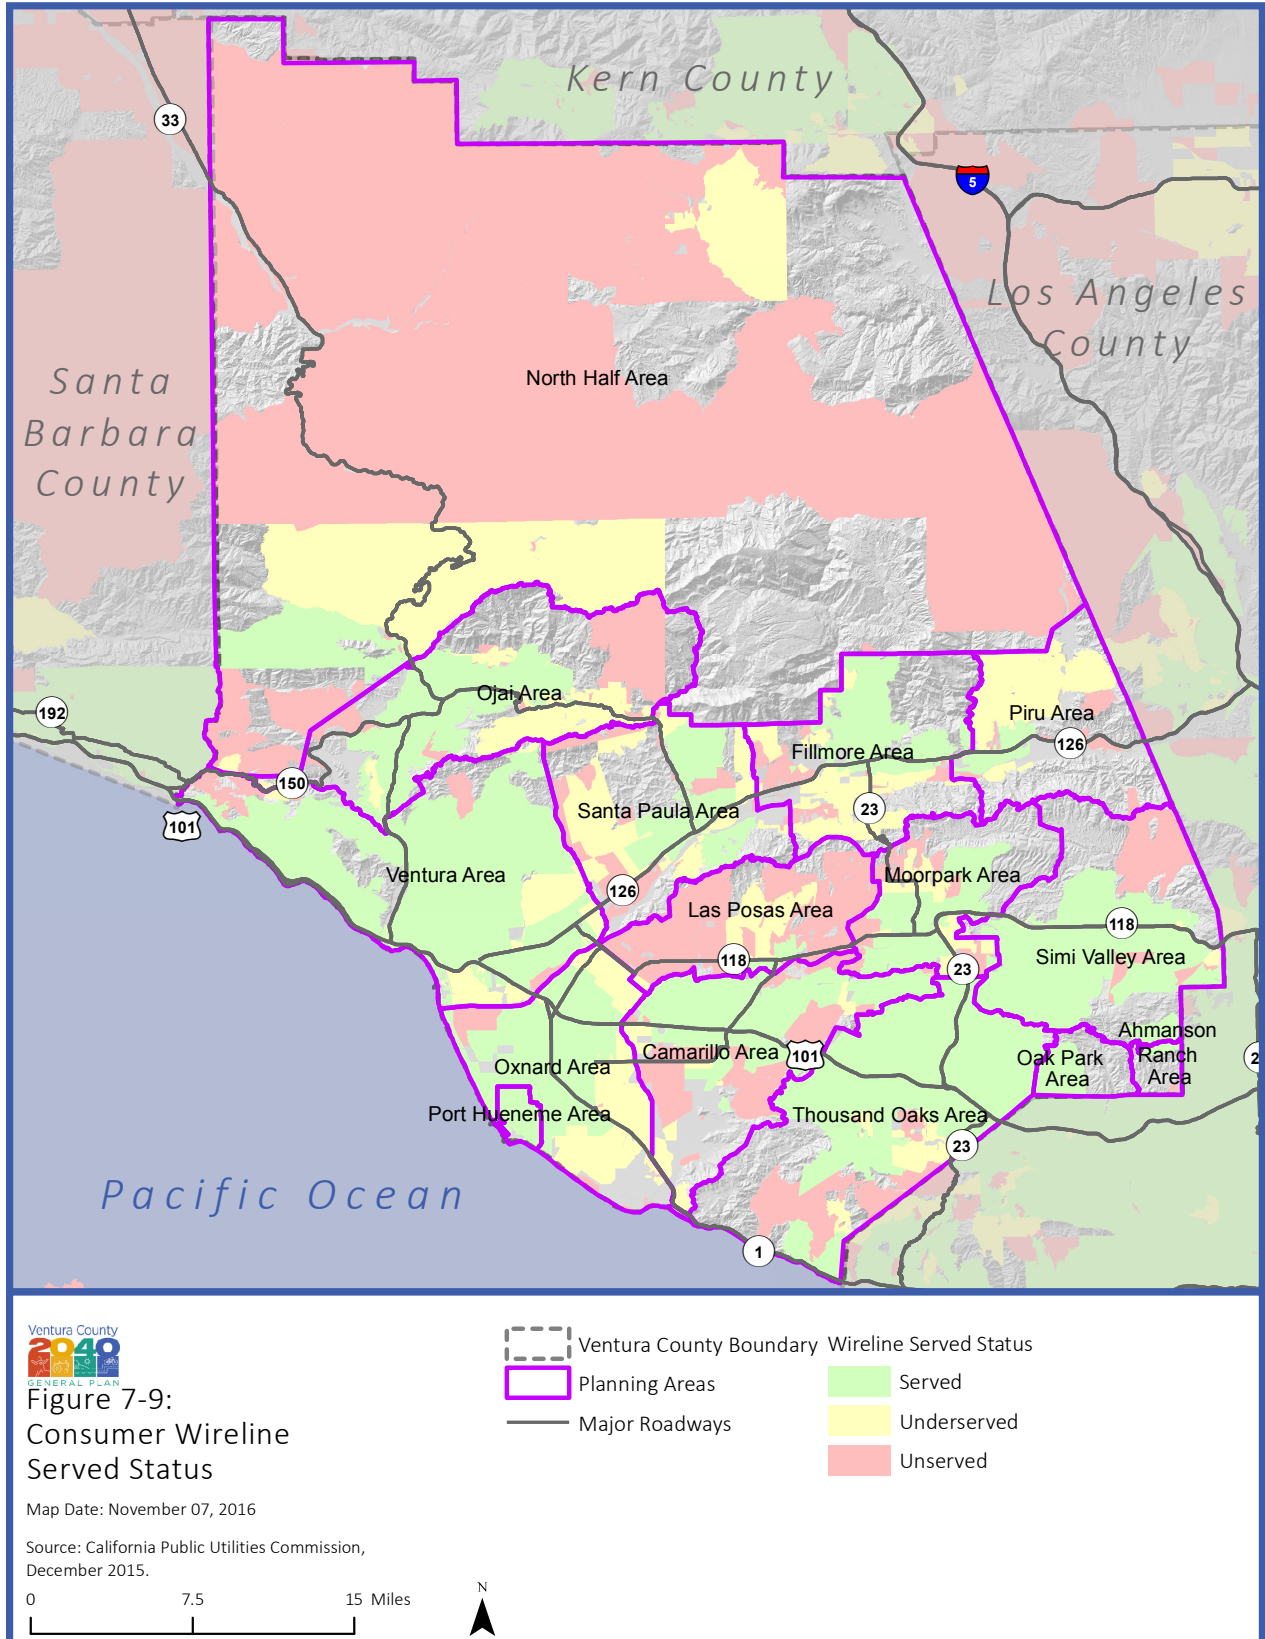 Kern County
33
5
Los Angeles
County
Santa
Barbara
County
North Half Area
192
Ojai Area
Piru Area
126
Fillmore Area
150
101
Santa Paula Area
23
Ventura Area
Moorpark Area
126
Las Posas Area
118
118
Simi Valley Area
23
Ahmanson
Ranch
Area
Camarillo Area
101
Oak Park
Area
2
Oxnard Area
Port Hueneme Area
Thousand Oaks Area
23
Pacific Ocean
1
Ventura County
2040
GENERAL PLAN
Figure 7-9:
Consumer Wireline
Served Status
Map Date: November 07, 2016
Source: California Public Utilities Commission,
December 2015.
0 7.5 15 Miles
N
Ventura County Boundary
Planning Areas
Major Roadways
Wireline Served Status
Served
Underserved
Unserved